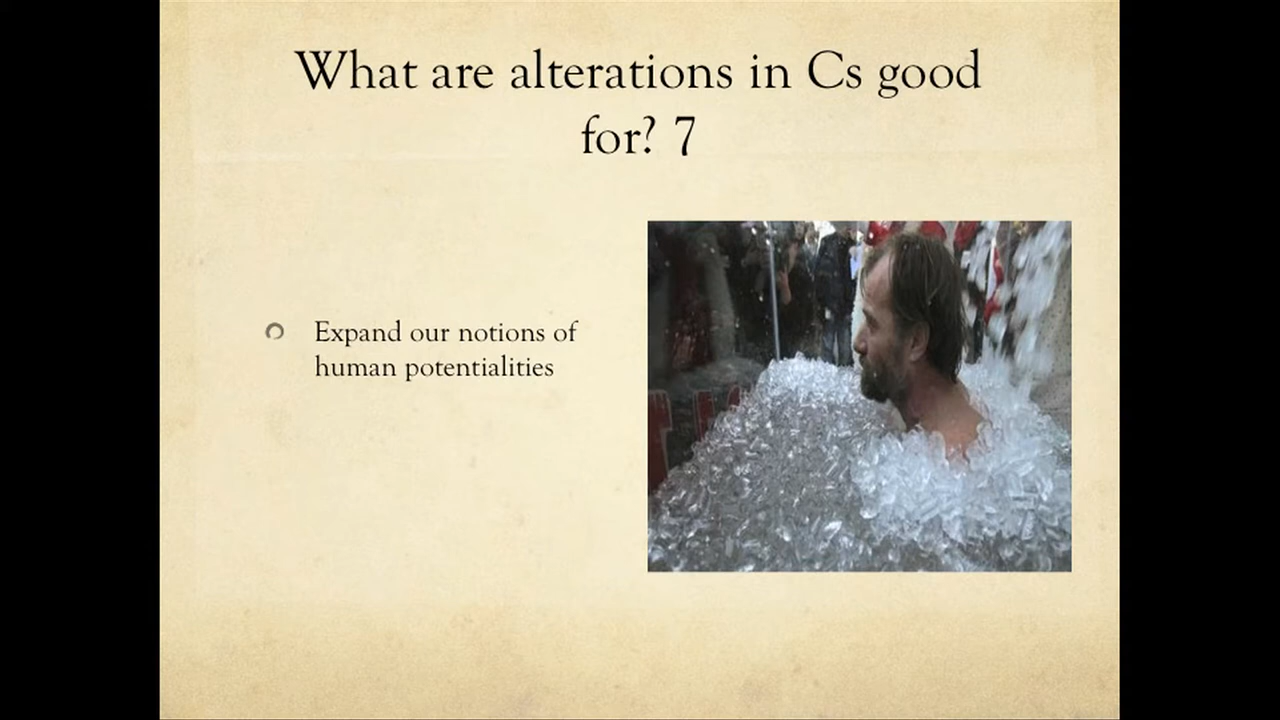 What are alterations in Cs good
for? 7
Expand our notions of
human potentialities